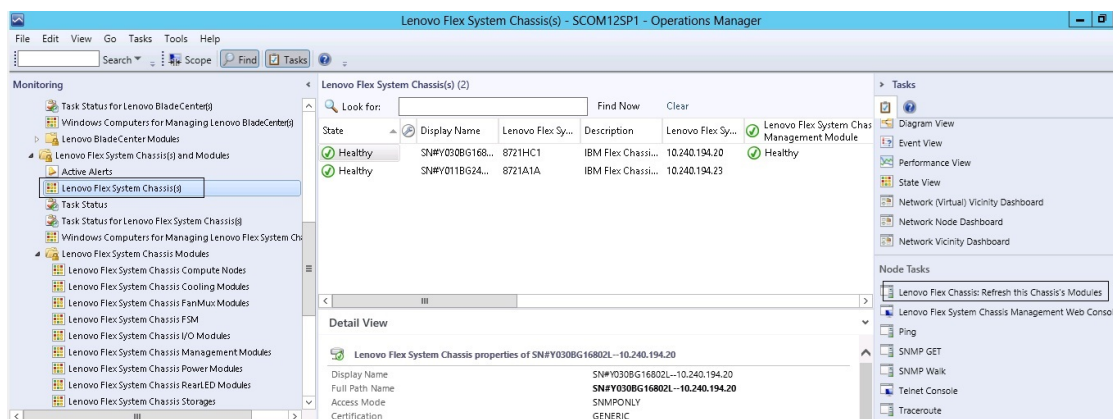 Lenovo Flex System Chassis(s) - SCOM12SP1 - Operations Manager
File Edit View Go Tasks Tools Help
Search Scope Find Tasks
Monitoring
Task Status for Lenovo BladeCenter(s)
Windows Computers for Managing Lenovo BladeCenter(s)
Lenovo BladeCenter Modules
Lenovo Flex System Chassis(s) and Modules
Active Alerts
Lenovo Flex System Chassis(s)
Task Status
Task Status for Lenovo Flex System Chassis(s)
Windows Computers for Managing Lenovo Flex System Ch
Lenovo Flex System Chassis Modules
Lenovo Flex System Chassis Compute Nodes
Lenovo Flex System Chassis Cooling Modules
Lenovo Flex System Chassis FanMux Modules
Lenovo Flex System Chassis FSM
Lenovo Flex System Chassis I/O Modules
Lenovo Flex System Chassis Management Modules
Lenovo Flex System Chassis Power Modules
Lenovo Flex System Chassis RearLED Modules
Lenovo Flex System Chassis Storages
Lenovo Flex System Chassis(s) (2)
Look for: Find Now Clear
State Display Name Lenovo Flex Sy... Description Lenovo Flex Sy... Lenovo Flex System Chas
Management Module
Healthy SN#Y030BG168... 8721HC1 IBM Flex Chassi... 10.240.194.20 Healthy
Healthy SN#Y011BG24... 8721A1A IBM Flex Chassi... 10.240.194.23
Detail View
Lenovo Flex System Chassis properties of SN#Y030BG16802L--10.240.194.20
Display Name SN#Y030BG16802L--10.240.194.20
Full Path Name SN#Y030BG16802L--10.240.194.20
Access Mode SNMPONLY
Certification GENERIC
Tasks
Diagram View
Event View
Performance View
State View
Network (Virtual) Vicinity Dashboard
Network Node Dashboard
Network Vicinity Dashboard
Node Tasks
Lenovo Flex Chassis: Refresh this Chassis's Modules
Lenovo Flex System Chassis Management Web Conso
Ping
SNMP GET
SNMP Walk
Telnet Console
Traceroute